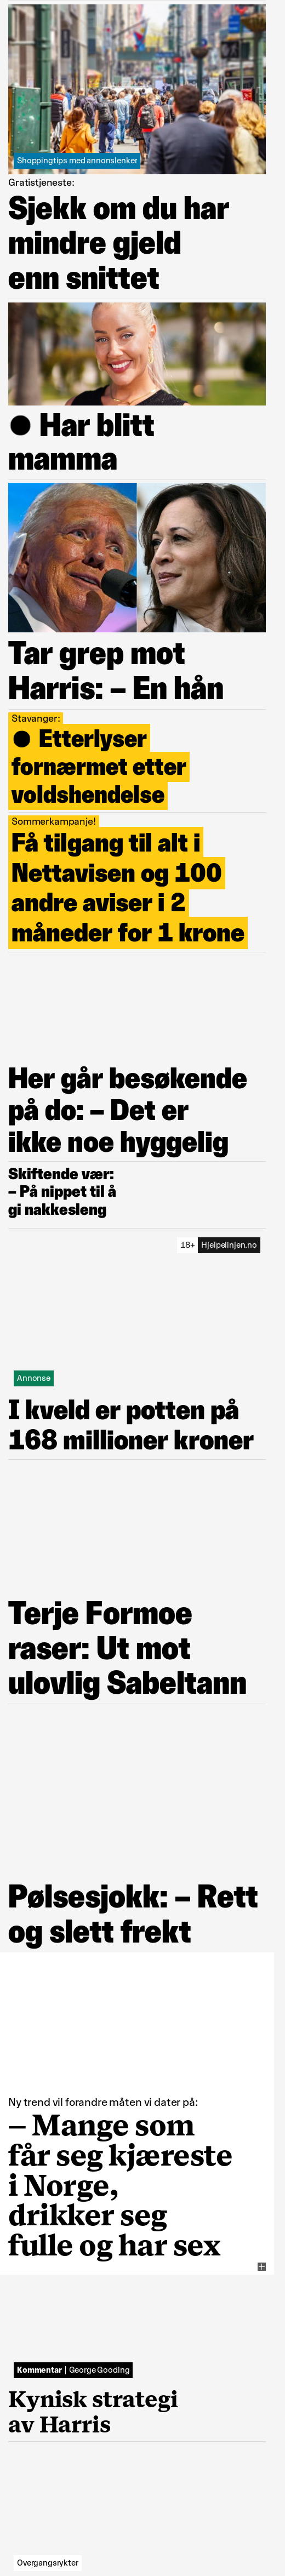 Shoppingtips med annonslenker
Gratistjeneste:
Sjekk om du har
mindre gjeld
enn snittet
● Har blitt
mamma
Tar grep mot
Harris: – En hån
Stavanger:
● Etterlyser
fornærmet etter
voldshendelse
Sommerkampanje!
Få tilgang til alt i
Nettavisen og 100
andre aviser i 2
måneder for 1 krone
Her går besøkende
på do: – Det er
ikke noe hyggelig
Skiftende vær:
– På nippet til å
gi nakkesleng
18+ Hjelpelinjen.no
Annonse
I kveld er potten på
168 millioner kroner
Terje Formoe
raser: Ut mot
ulovlig Sabeltann
Pølsesjokk: – Rett
og slett frekt
Ny trend vil forandre måten vi dater på:
– Mange som
får seg kjæreste
i Norge,
drikker seg
fulle og har sex
Kommentar | George Gooding
Kynisk strategi
av Harris
Overgangsrykter